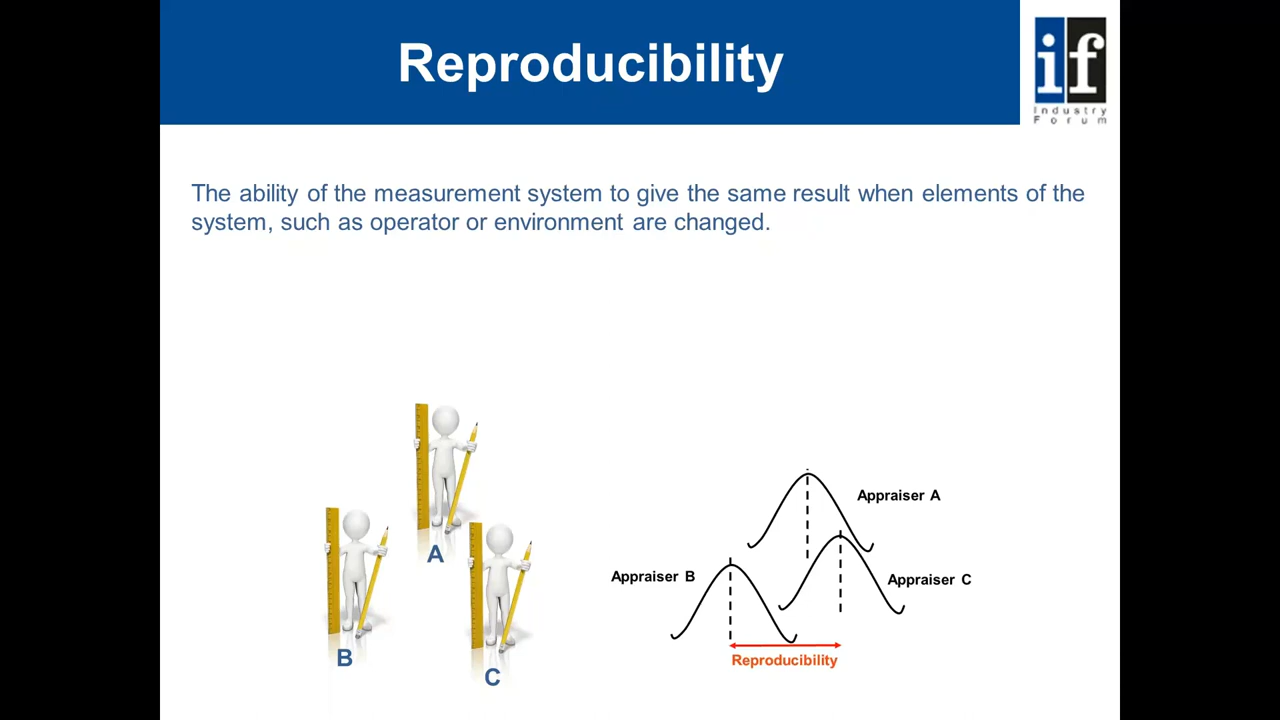 Reproducibility
if
Industry
Forum
The ability of the measurement system to give the same result when elements of the
system, such as operator or environment are changed.
A
B
C
Appraiser A
Appraiser B
Appraiser C
Reproducibility